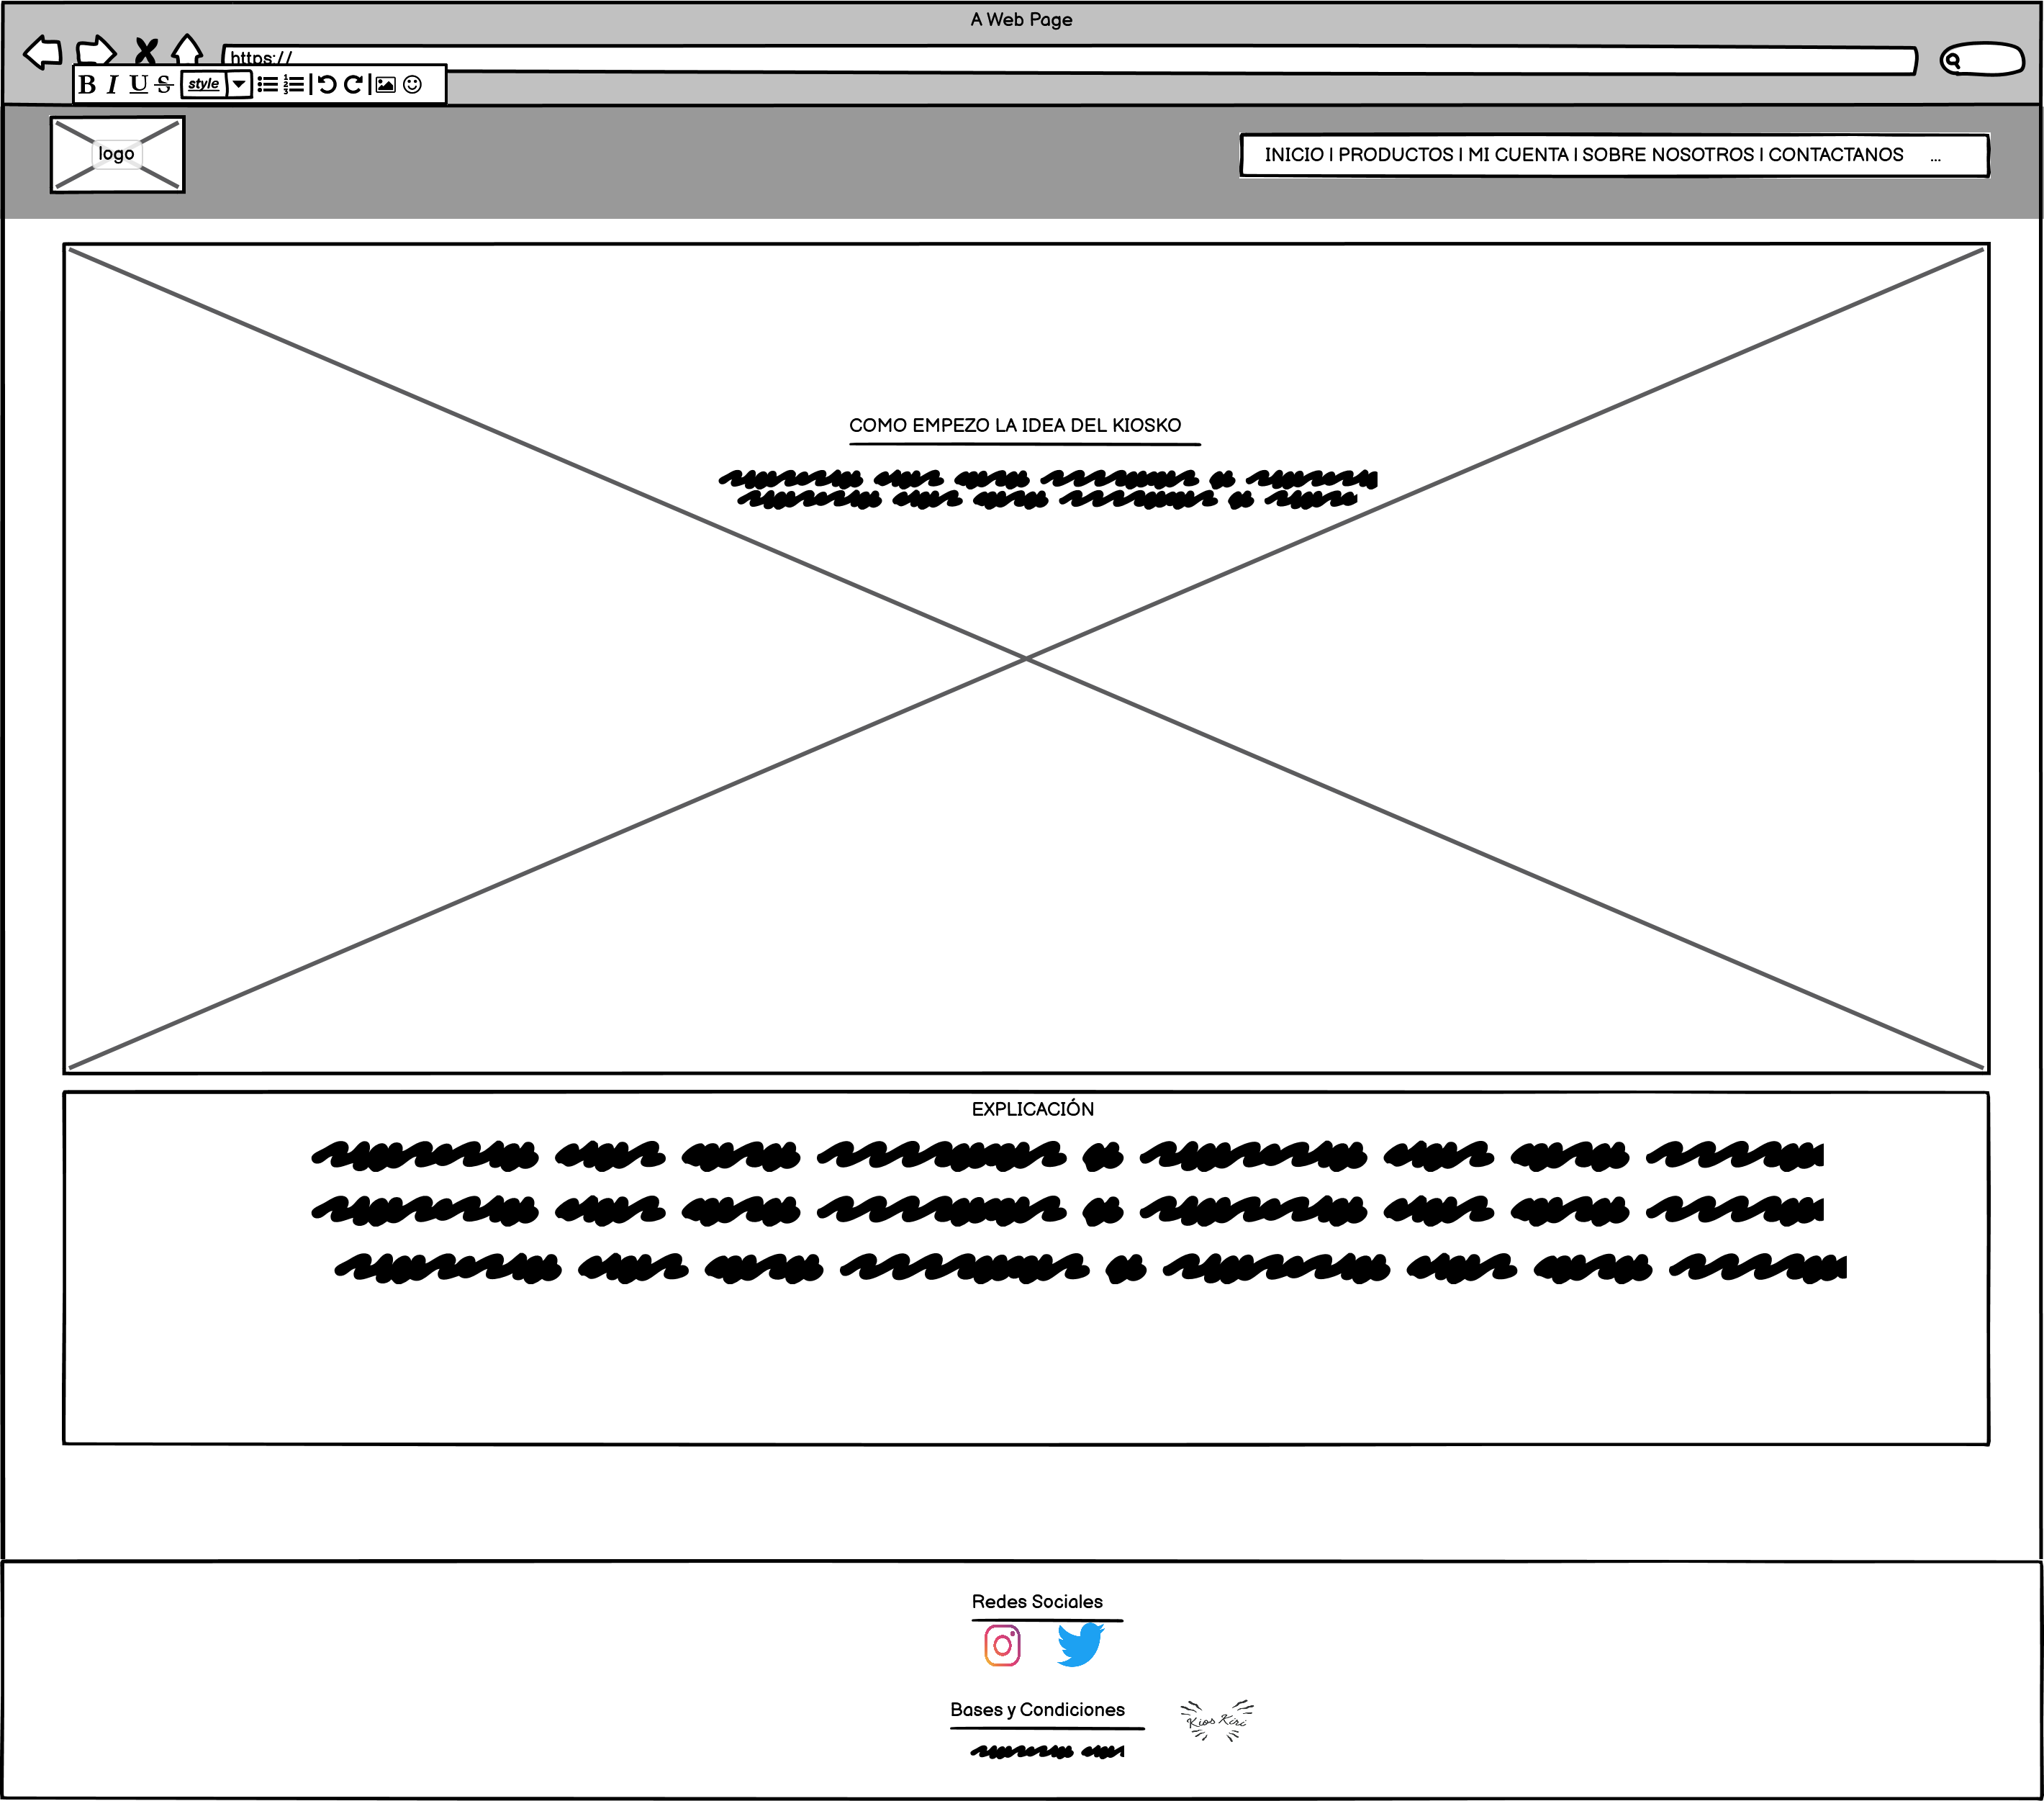 A Web Page
https://
B I U S style
logo
INICIO | PRODUCTOS | MI CUENTA | SOBRE NOSOTROS | CONTACTANOS ...
COMO EMPEZO LA IDEA DEL KIOSKO
EXPLICACIÓN
Redes Sociales
Bases y Condiciones
Kios Kiri